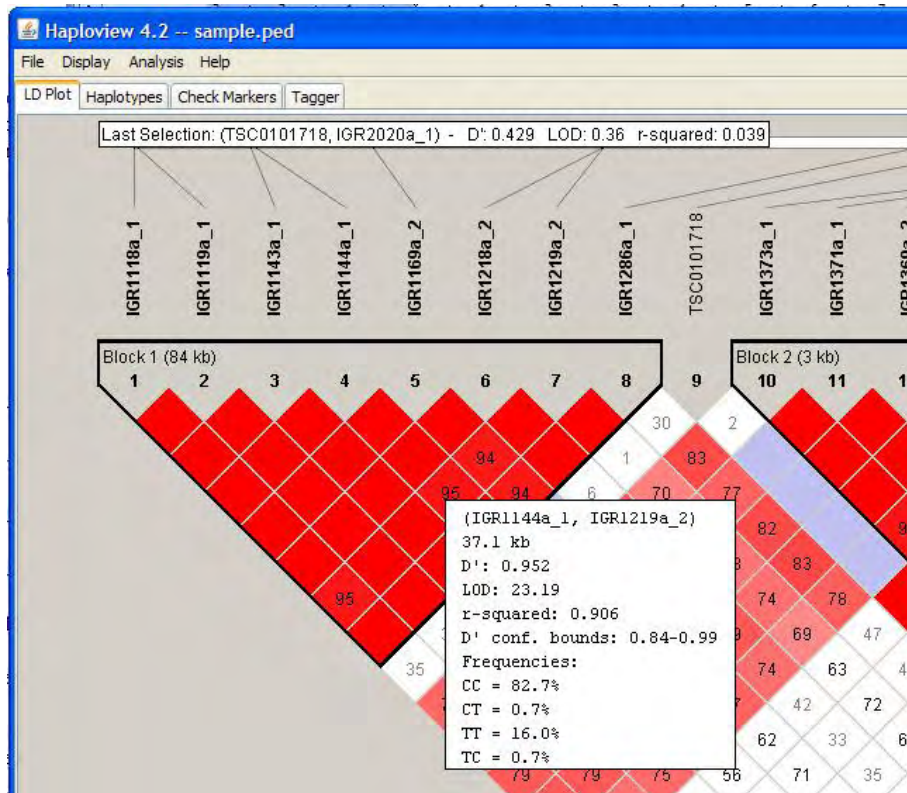 Haploview 4.2 -- sample.ped
File Display Analysis Help
LD Plot Haplotypes Check Markers Tagger
Last Selection: (TSC0101718, IGR2020a_1) - D': 0.429 LOD: 0.36 r-squared: 0.039
IGR1118a_1 IGR1119a_1 IGR1143a_1 IGR1144a_1 IGR1169a_2 IGR1218a_2 IGR1219a_2 IGR1286a_1 TSC0101718 IGR1373a_1 IGR1371a_1 IGR1369a_2
Block 1 (84 kb) Block 2 (3 kb)
1 2 3 4 5 6 7 8 9 10 11 1
30 2
94 1 83
95 94 6 70 77
(IGR1144a_1, IGR1219a_2)
37.1 kb
82
D': 0.952
83
LOD: 23.19
95 74 78
r-squared: 0.906
D' conf. bounds: 0.84-0.99
69 47
Frequencies:
35 74 63
CC = 82.7%
CT = 0.7%
42 72
TT = 16.0%
62 33
TC = 0.7%
79 79 75 56 71 35